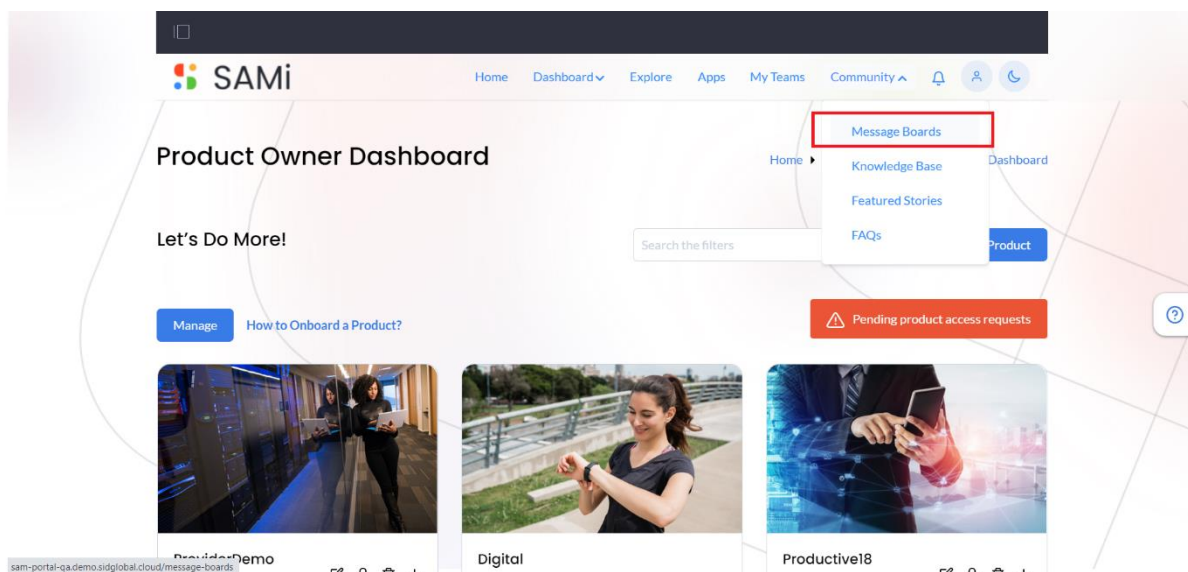 SAMi
Home Dashboard Explore Apps My Teams Community
Message Boards
Knowledge Base
Featured Stories
FAQs
Product Owner Dashboard
Home Dashboard
Let's Do More!
Search the filters
Product
Manage
How to Onboard a Product?
Pending product access requests
ProviderDemo
Digital
Productive18
sam-portal-qa.demo.sidglobal.cloud/message-boards